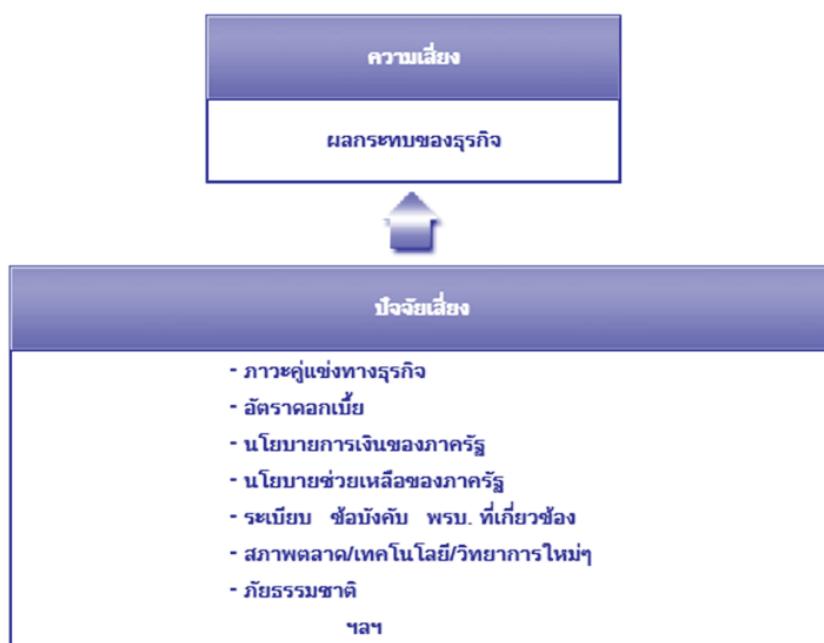 ความเสี่ยง
ผลกระทบของธุรกิจ
ปัจจัยเสี่ยง
- ภาวะคู่แข่งทางธุรกิจ
- อัตราดอกเบี้ย
- นโยบายการเงินของภาครัฐ
- นโยบายช่วยเหลือของภาครัฐ
- ระเบียบ ข้อบังคับ พรบ. ที่เกี่ยวข้อง
- สภาพตลาด/เทคโนโลยี/วิทยาการใหม่ๆ
- ภัยธรรมชาติ
ฯลฯ